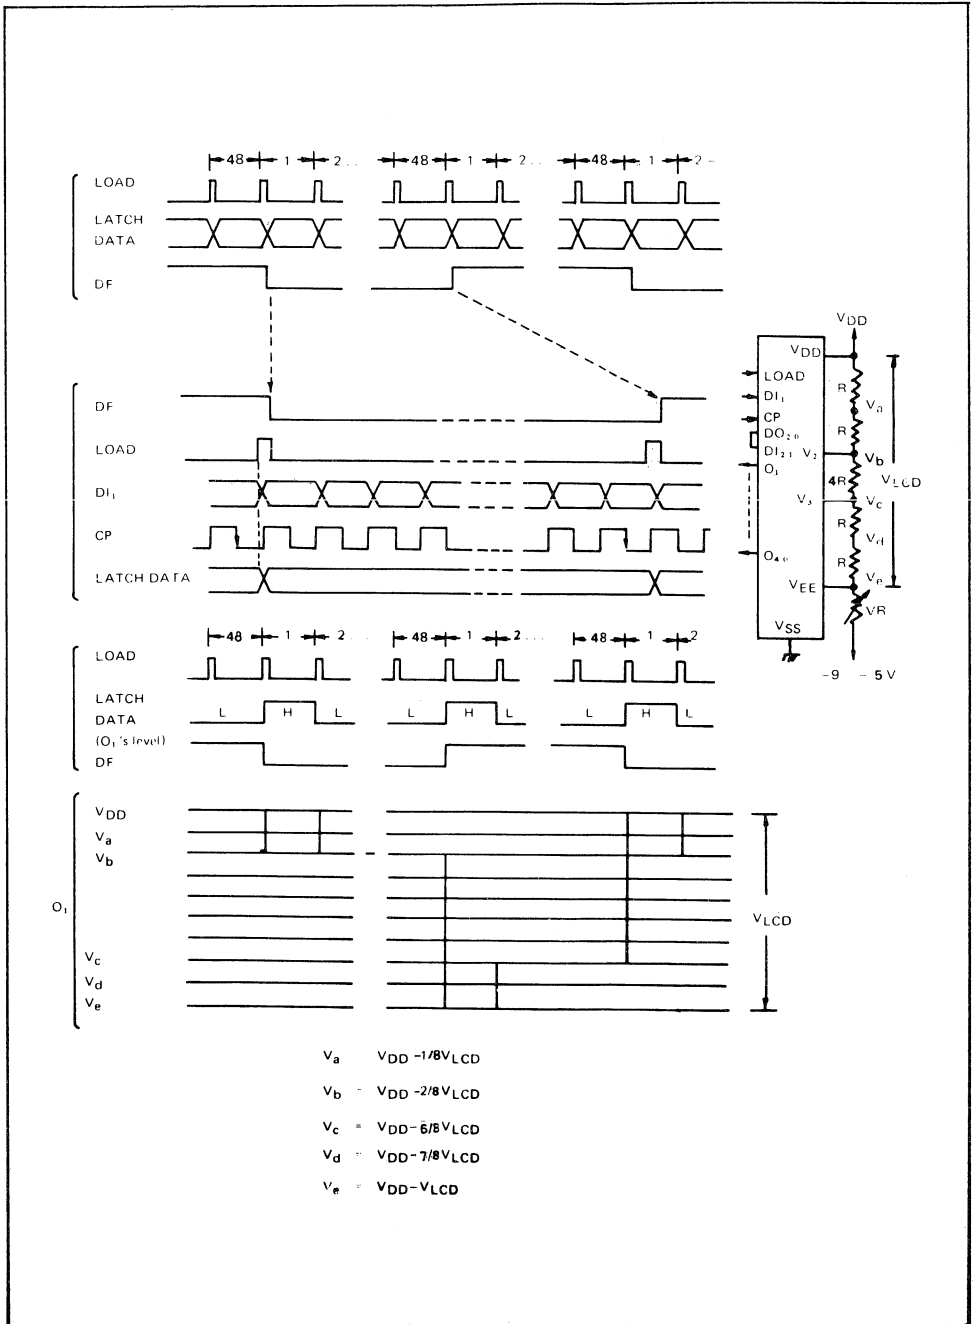 48 1 2.. 48 1 2.. 48 1 2
LOAD
LATCH
DATA
DF
DF
LOAD
DI₁
CP
LATCH DATA
VDD
VDD
LOAD
DI₁
CP
DO₂₀
DI₂₁ V₂
O₁
V₃
O₄₀
VEE
VSS
R
Va
R
Vb
4R
VLCD
Vc
R
Vd
R
Ve
VR
-9 -5V
48 1 2... 48 1 2... 48 1 2
LOAD
LATCH
DATA
L H L L H L L H L
(O₁'s level)
DF
VDD
Va
Vb
O₁
Vc
Vd
Ve
VLCD
Va VDD -1/8VLCD
Vb = VDD -2/8VLCD
Vc = VDD-6/8VLCD
Vd = VDD-7/8VLCD
Ve = VDD-VLCD